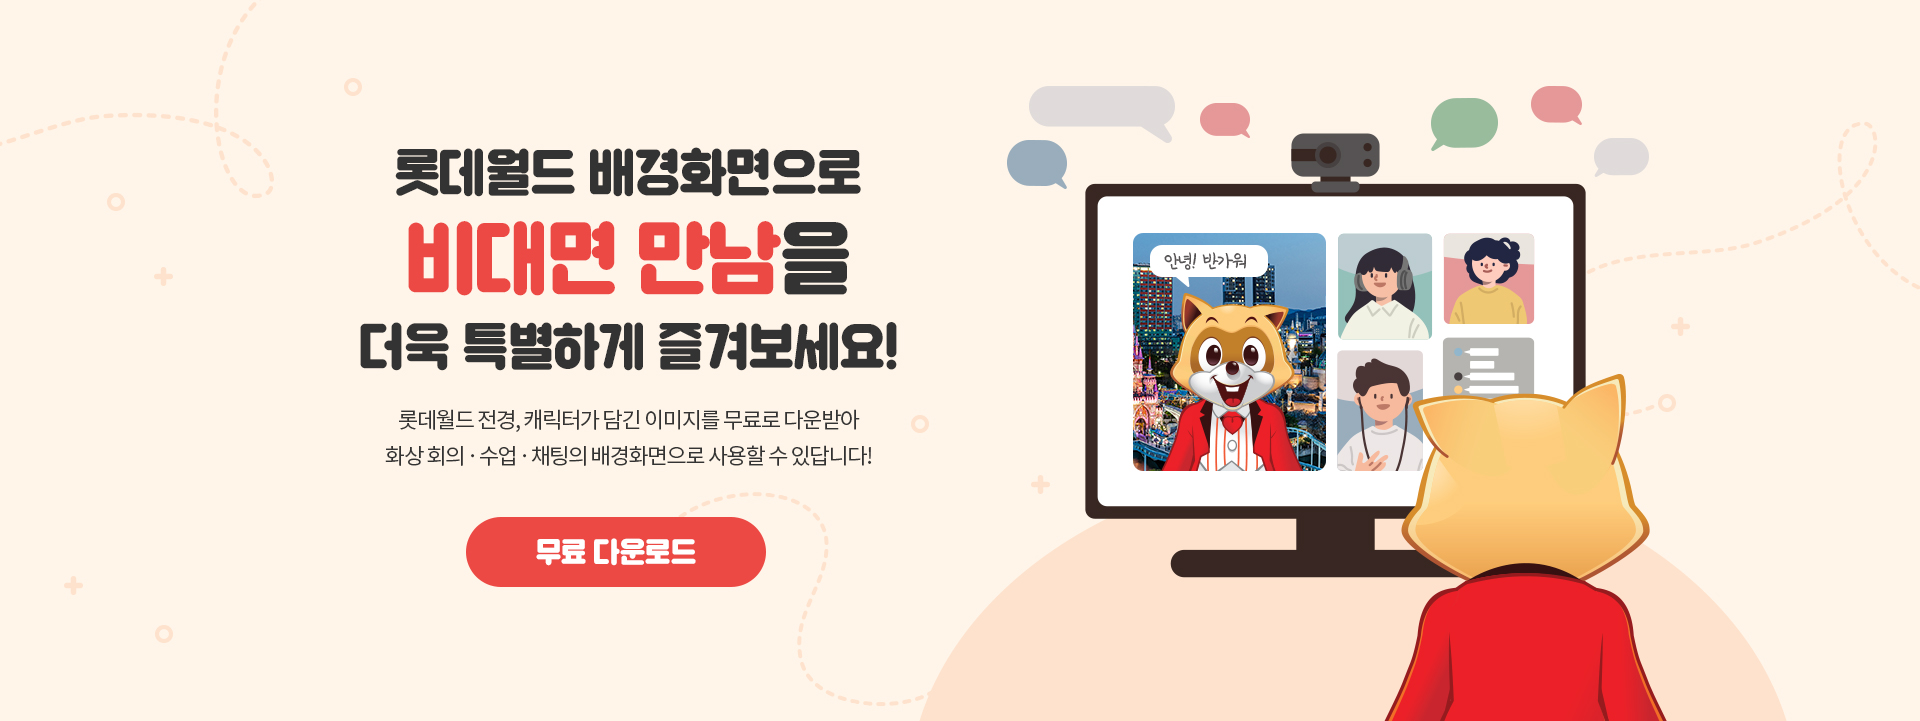 롯데월드 배경화면으로
비대면 만남을
더욱 특별하게 즐겨보세요!
롯데월드 전경, 캐릭터가 담긴 이미지를 무료로 다운받아
화상 회의 · 수업 · 채팅의 배경화면으로 사용할 수 있답니다!
무료 다운로드
안녕! 반가워